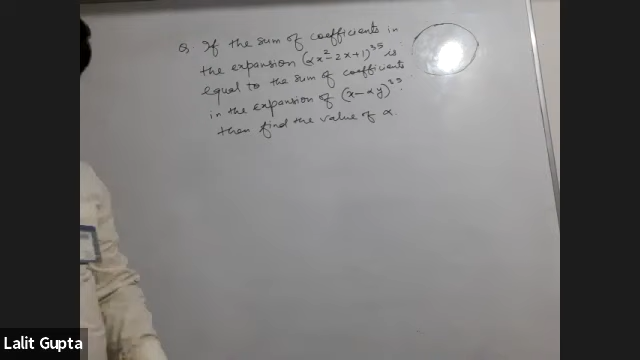 Q. If the sum of coefficients in
the expansion (αx²-2x+1)³⁵ is
equal to the sum of coefficients
in the expansion of (x-αy)³⁵.
then find the value of α.
Lalit Gupta